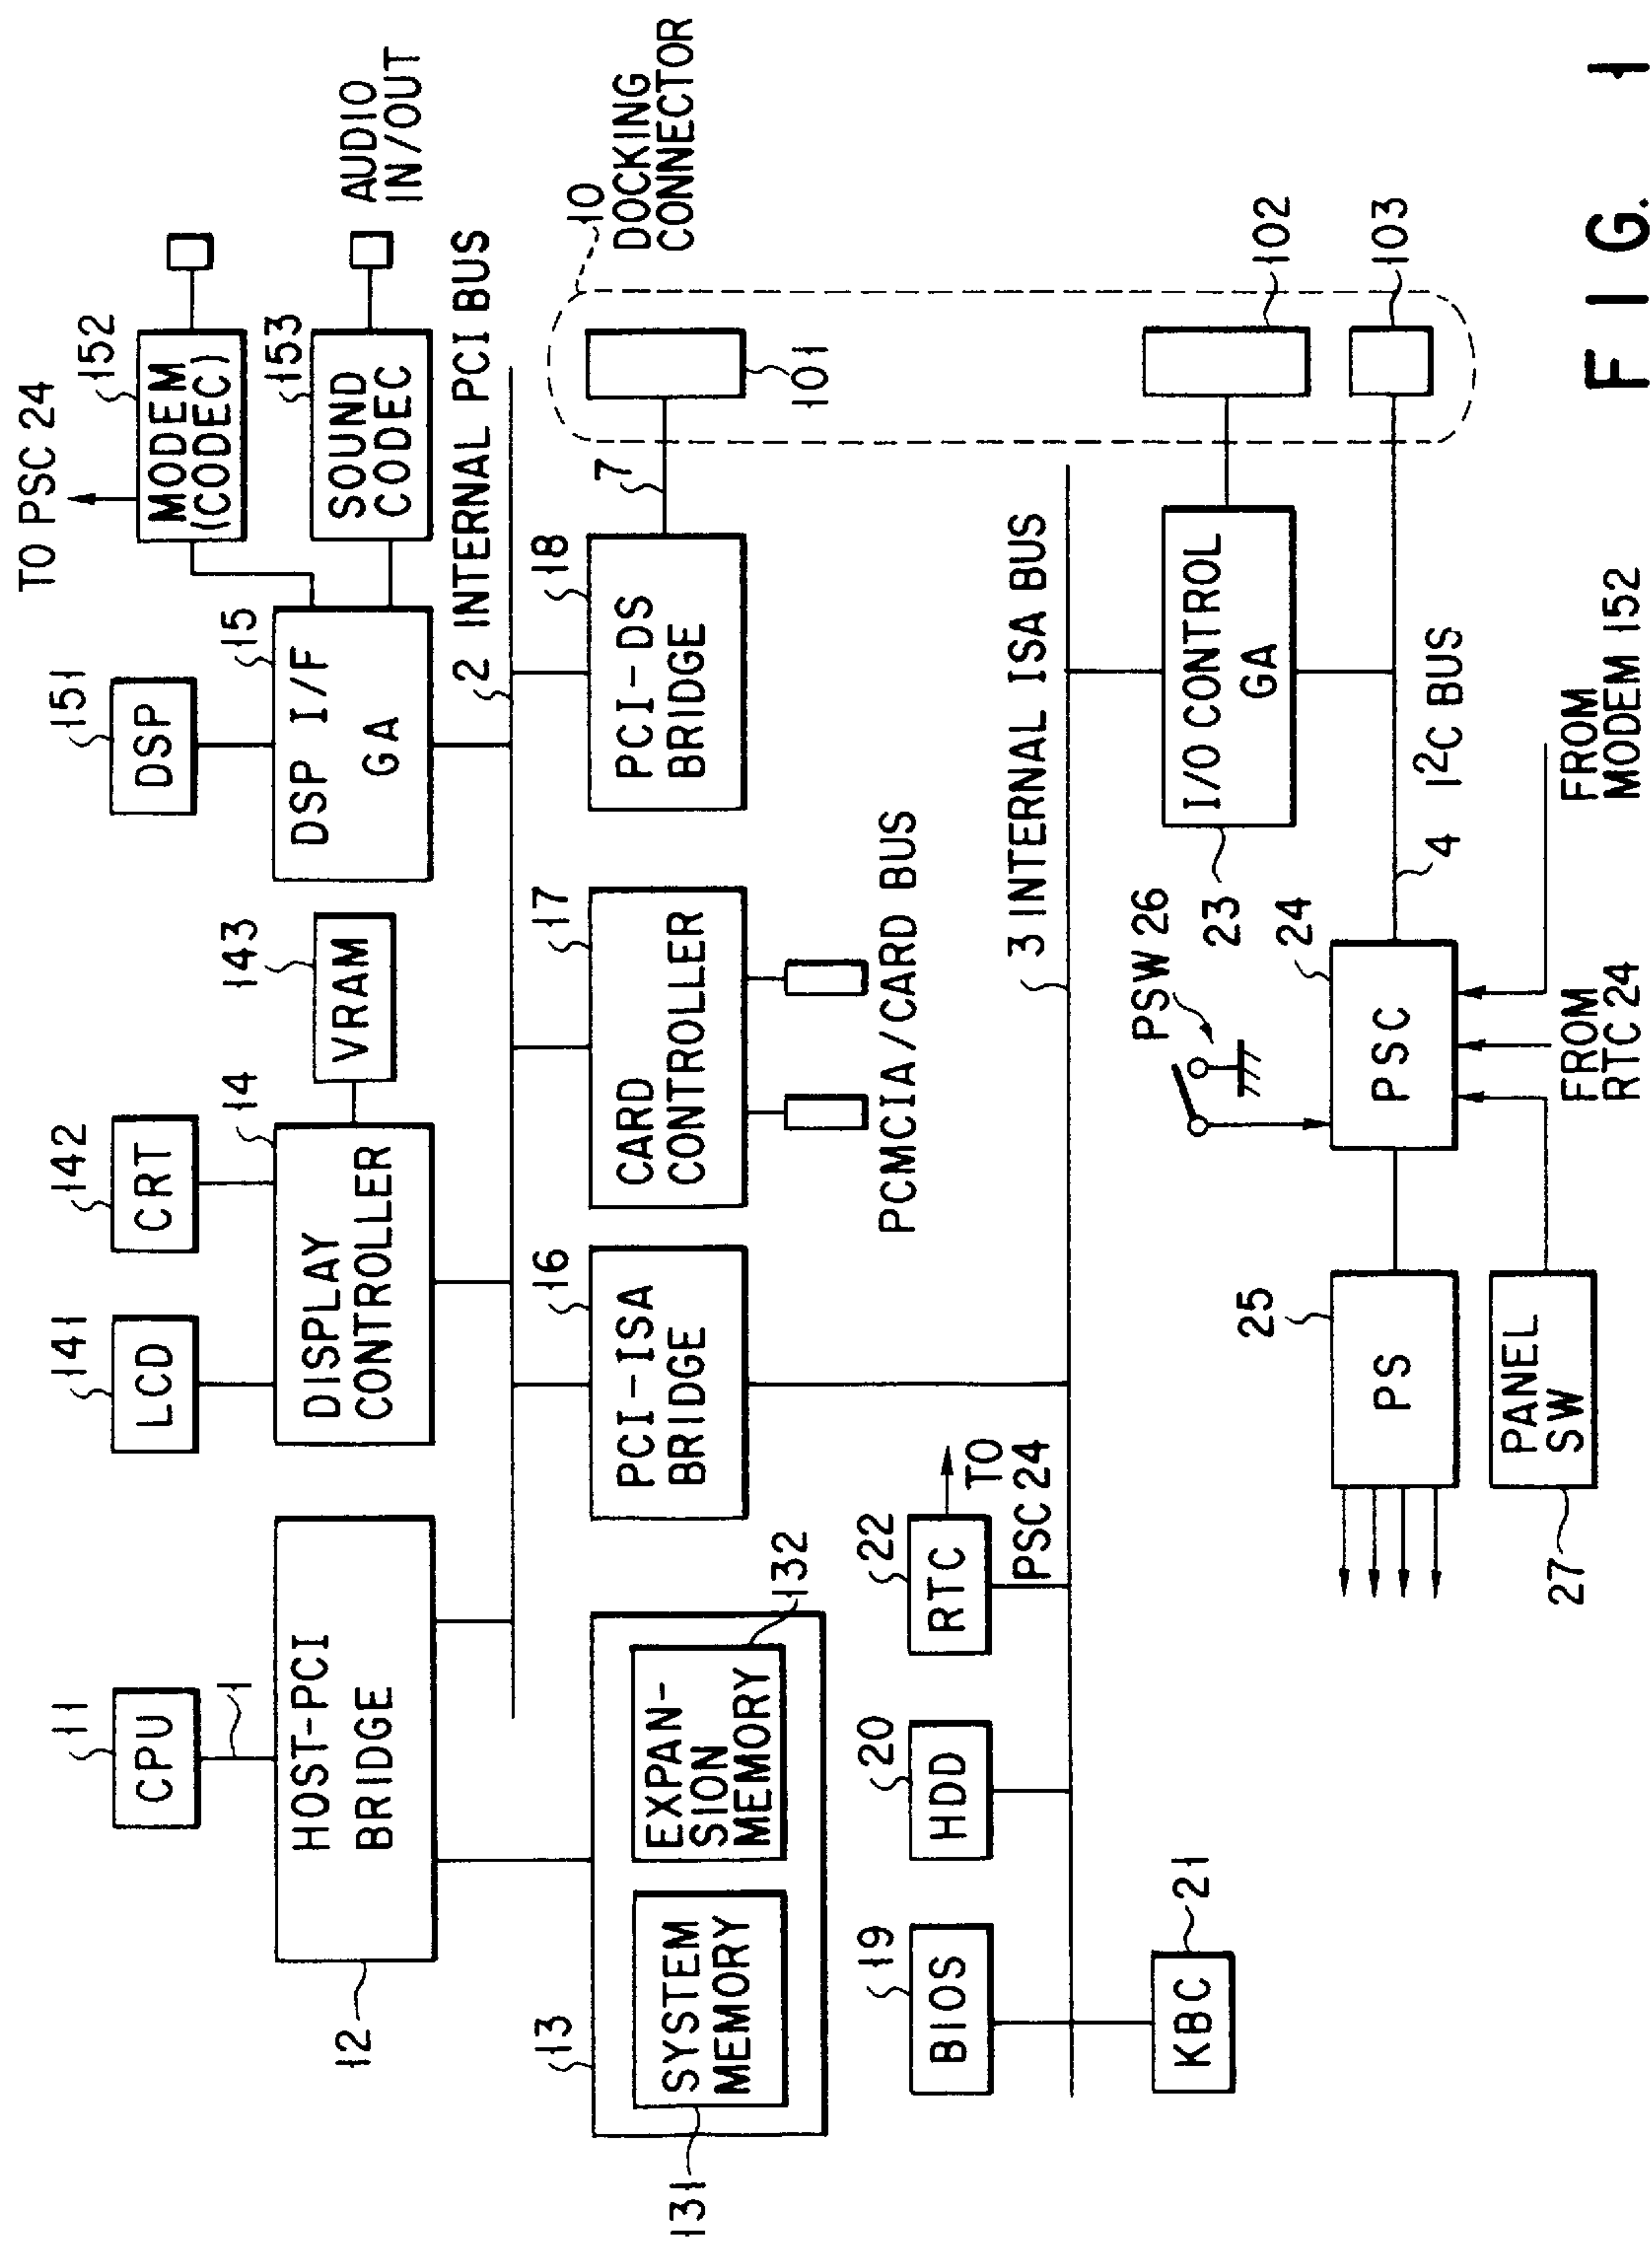 11
CPU
1
12
HOST-PCI
BRIDGE
141
LCD
142
CRT
14
DISPLAY
CONTROLLER
143
VRAM
151
DSP
15
DSP I/F
GA
TO PSC 24
152
MODEM
(CODEC)
153
SOUND
CODEC
AUDIO
IN/OUT
2 INTERNAL PCI BUS
13
131
SYSTEM
MEMORY
132
EXPAN-
SION
MEMORY
16
PCI-ISA
BRIDGE
17
CARD
CONTROLLER
PCMCIA/CARD BUS
18
PCI-DS
BRIDGE
7
101
10
DOCKING
CONNECTOR
19
BIOS
20
HDD
22
RTC
TO
PSC24
3 INTERNAL ISA BUS
21
KBC
PSW 26
23
I/O CONTROL
GA
102
103
25
PS
24
PSC
4
I²C BUS
27
PANEL
SW
FROM
RTC 24
FROM
MODEM 152
FIG. 1